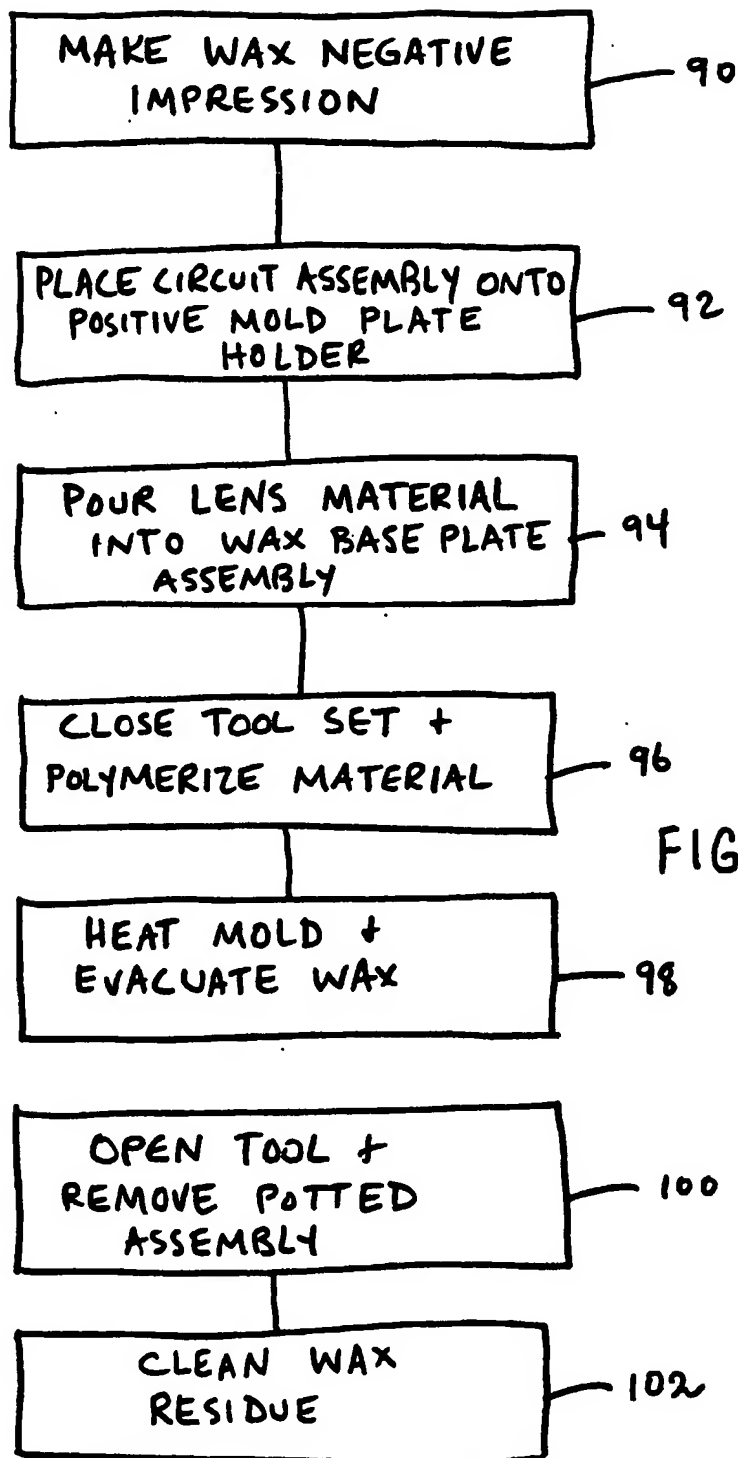 MAKE WAX NEGATIVE
IMPRESSION
90
PLACE CIRCUIT ASSEMBLY ONTO
POSITIVE MOLD PLATE
HOLDER
92
POUR LENS MATERIAL
INTO WAX BASE PLATE
ASSEMBLY
94
CLOSE TOOL SET +
POLYMERIZE MATERIAL
96
FIG
HEAT MOLD +
EVACUATE WAX
98
OPEN TOOL +
REMOVE POTTED
ASSEMBLY
100
CLEAN WAX
RESIDUE
102